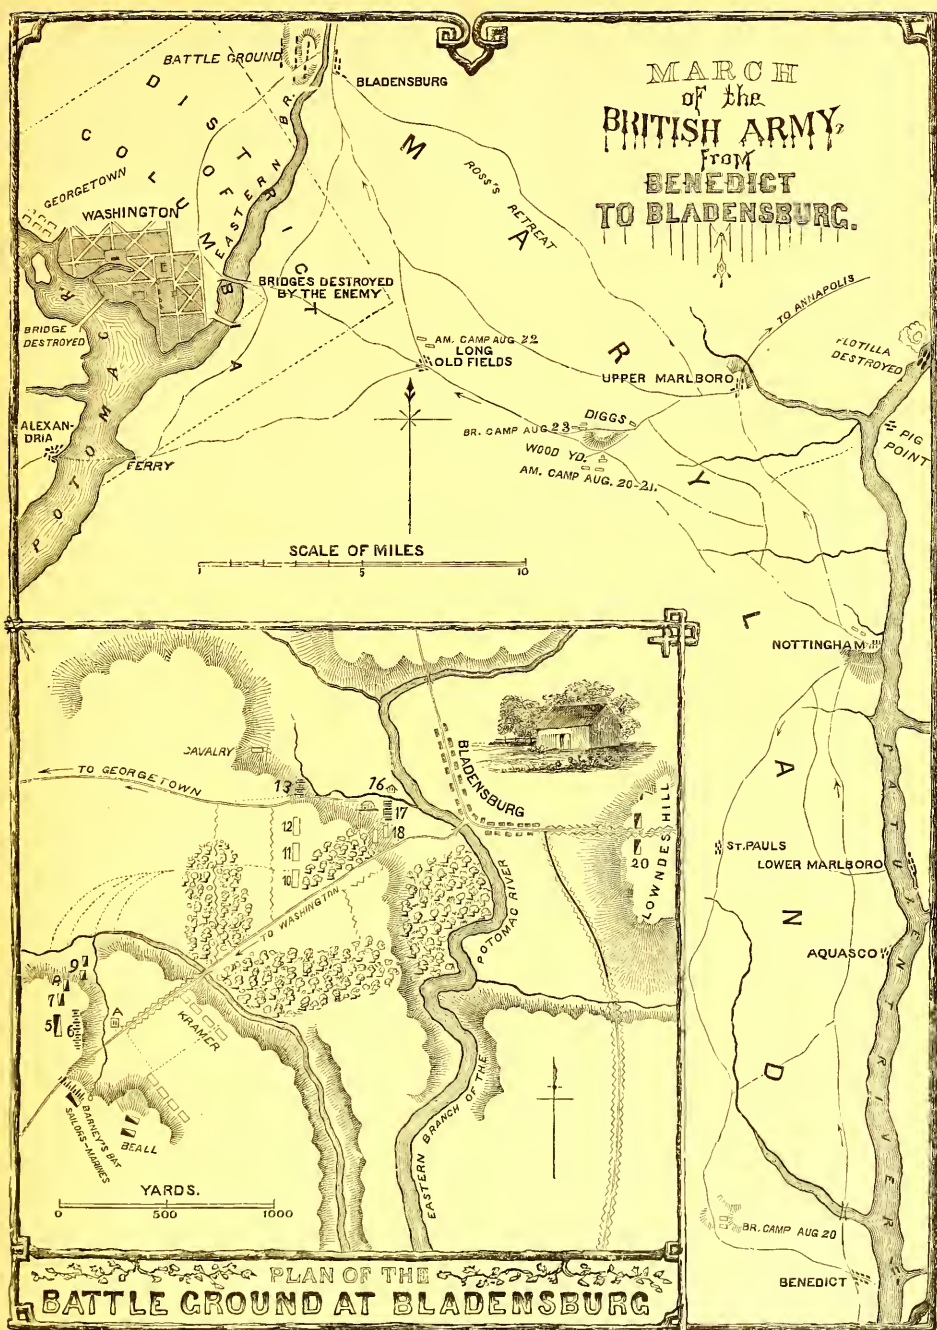 MARCH
of the
BRITISH ARMY,
from
BENEDICT
TO BLADENSBURG.
BATTLE GROUND
BLADENSBURG
DISTRICT
OF
COLUMBIA
EASTERN BR.
GEORGETOWN
WASHINGTON
ROSS'S RETREAT
MARYLAND
BRIDGES DESTROYED
BY THE ENEMY
BRIDGE
DESTROYED
POTOMAC R.
AM. CAMP AUG. 22
LONG
OLD FIELDS
TO ANNAPOLIS
FLOTILLA
DESTROYED
UPPER MARLBORO
ALEXAN-
DRIA
FERRY
DIGGS
BR. CAMP AUG 23
WOOD YD.
AM. CAMP AUG. 20-21.
PIG
POINT
SCALE OF MILES
1 5 10
NOTTINGHAM
PATUXENT RIVER
ST. PAULS
LOWER MARLBORO
AQUASCO
BR. CAMP AUG 20
BENEDICT
CAVALRY
TO GEORGETOWN
BLADENSBURG
13
16
17
18
12
11
10
20
LOWNDES HILL
TO WASHINGTON
EASTERN BRANCH OF THE
POTOMAC RIVER
9
8
7
5
6
A
KRAMER
BARNEY'S BAT
SAILORS-MARINES
BEALL
YARDS.
0 500 1000
PLAN OF THE
BATTLE GROUND AT BLADENSBURG